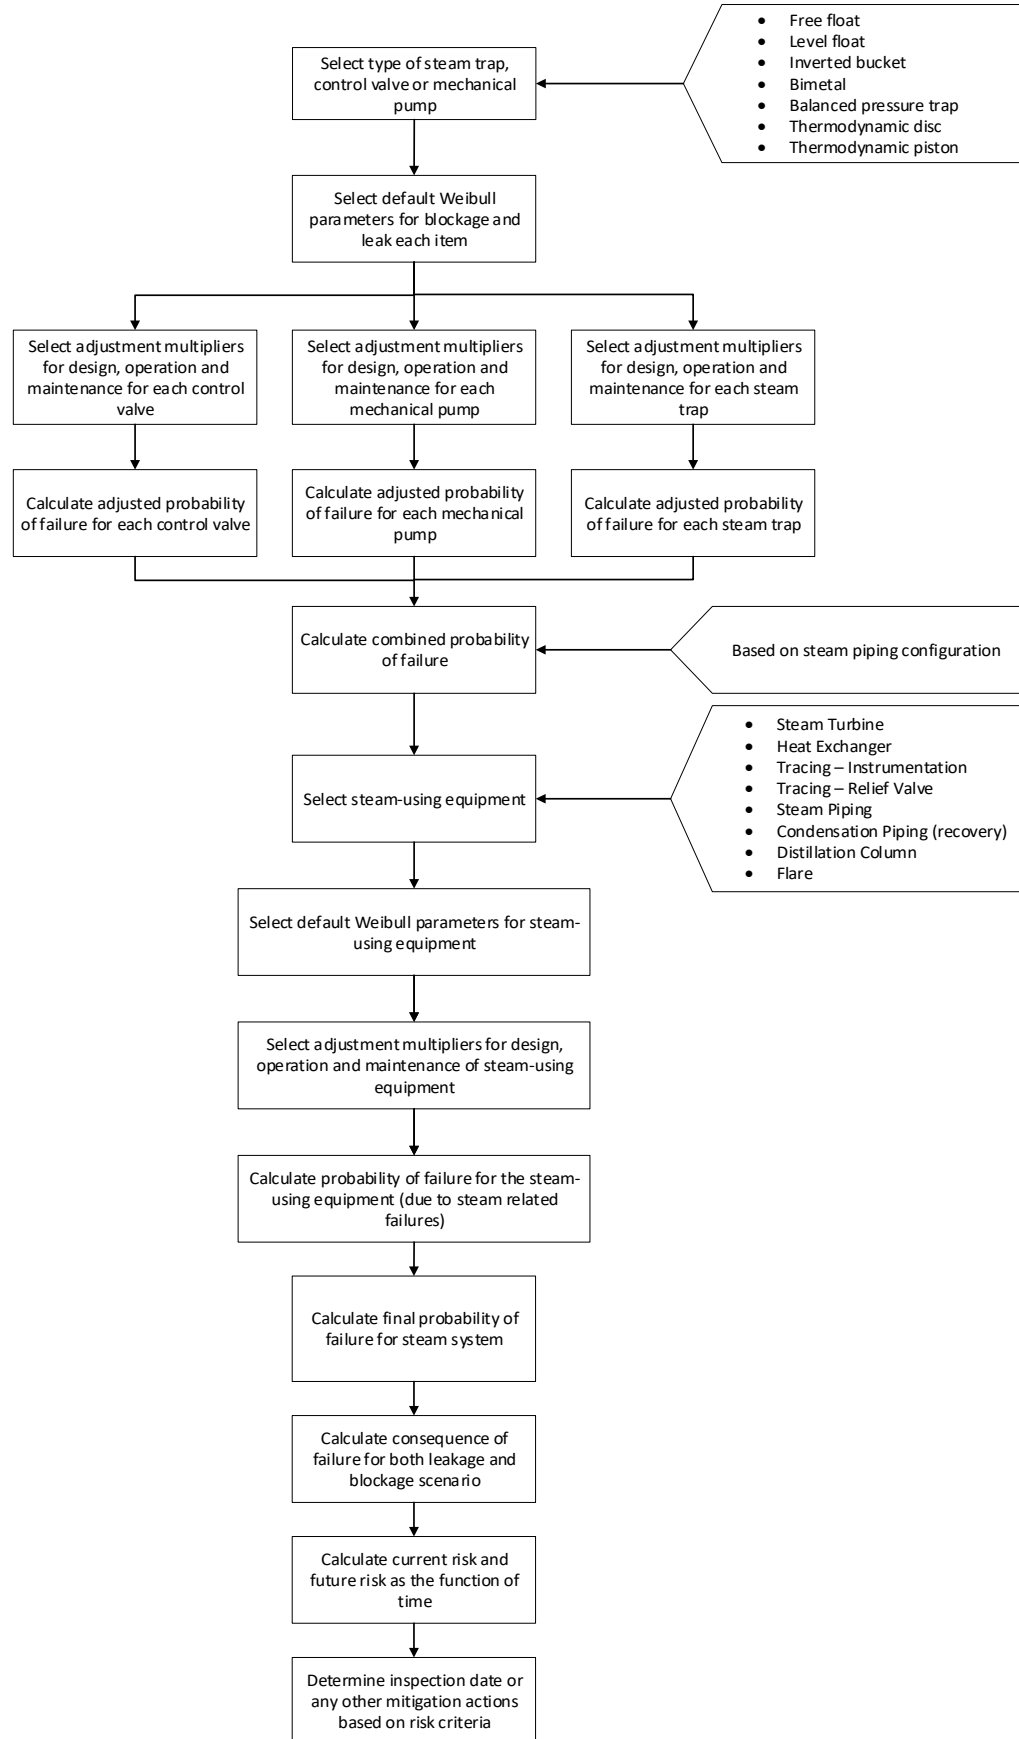 Select type of steam trap,
control valve or mechanical
pump
• Free float
• Level float
• Inverted bucket
• Bimetal
• Balanced pressure trap
• Thermodynamic disc
• Thermodynamic piston
Select default Weibull
parameters for blockage and
leak each item
Select adjustment multipliers
for design, operation and
maintenance for each control
valve
Select adjustment multipliers
for design, operation and
maintenance for each
mechanical pump
Select adjustment multipliers
for design, operation and
maintenance for each steam
trap
Calculate adjusted probability
of failure for each control valve
Calculate adjusted probability
of failure for each mechanical
pump
Calculate adjusted probability
of failure for each steam trap
Calculate combined probability
of failure
Based on steam piping configuration
Select steam-using equipment
• Steam Turbine
• Heat Exchanger
• Tracing – Instrumentation
• Tracing – Relief Valve
• Steam Piping
• Condensation Piping (recovery)
• Distillation Column
• Flare
Select default Weibull parameters for steam-
using equipment
Select adjustment multipliers for design,
operation and maintenance of steam-using
equipment
Calculate probability of failure for the steam-
using equipment (due to steam related
failures)
Calculate final probability of
failure for steam system
Calculate consequence of
failure for both leakage and
blockage scenario
Calculate current risk and
future risk as the function of
time
Determine inspection date or
any other mitigation actions
based on risk criteria